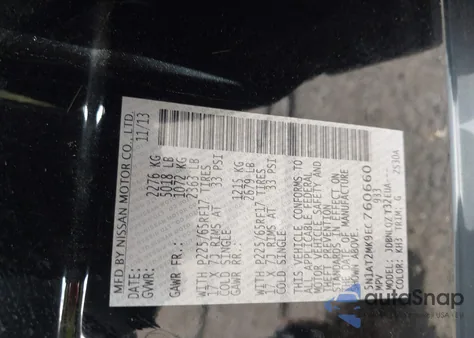 MFD BY NISSAN MOTOR CO., LTD.
DATE: 11/13
GVWR: 2276 KG
5018 LB
GAWR FR.: 1072 KG
2363 LB
WITH P225/65RF17 TIRES
17 X 7J RIMS AT 33 PSI
COLD SINGLE
GAWR RR.: 1215 KG
2679 LB
WITH P225/65RF17 TIRES
17 X 7J RIMS AT 33 PSI
COLD SINGLE
THIS VEHICLE CONFORMS TO
ALL APPLICABLE FEDERAL
MOTOR VEHICLE SAFETY AND
THEFT PREVENTION
STANDARDS IN EFFECT ON
THE DATE OF MANUFACTURE
SHOWN ABOVE.
5N1AT2MK9EC760660
MPV
MODEL:
COLOR: KH3 TRIM: G
autoSnap